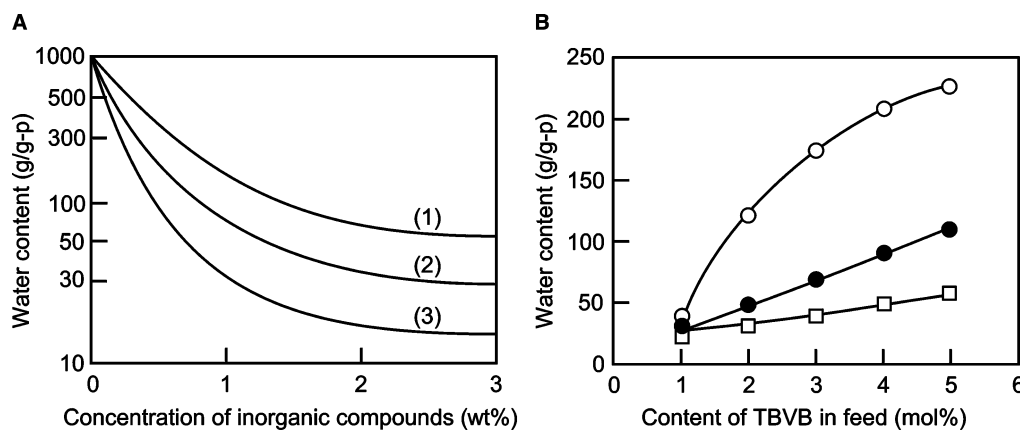 A
Water content (g/g-p)
1000
500
300
100
50
30
10
(1)
(2)
(3)
0 1 2 3
Concentration of inorganic compounds (wt%)
B
Water content (g/g-p)
250
200
150
100
50
0
0 1 2 3 4 5 6
Content of TBVB in feed (mol%)